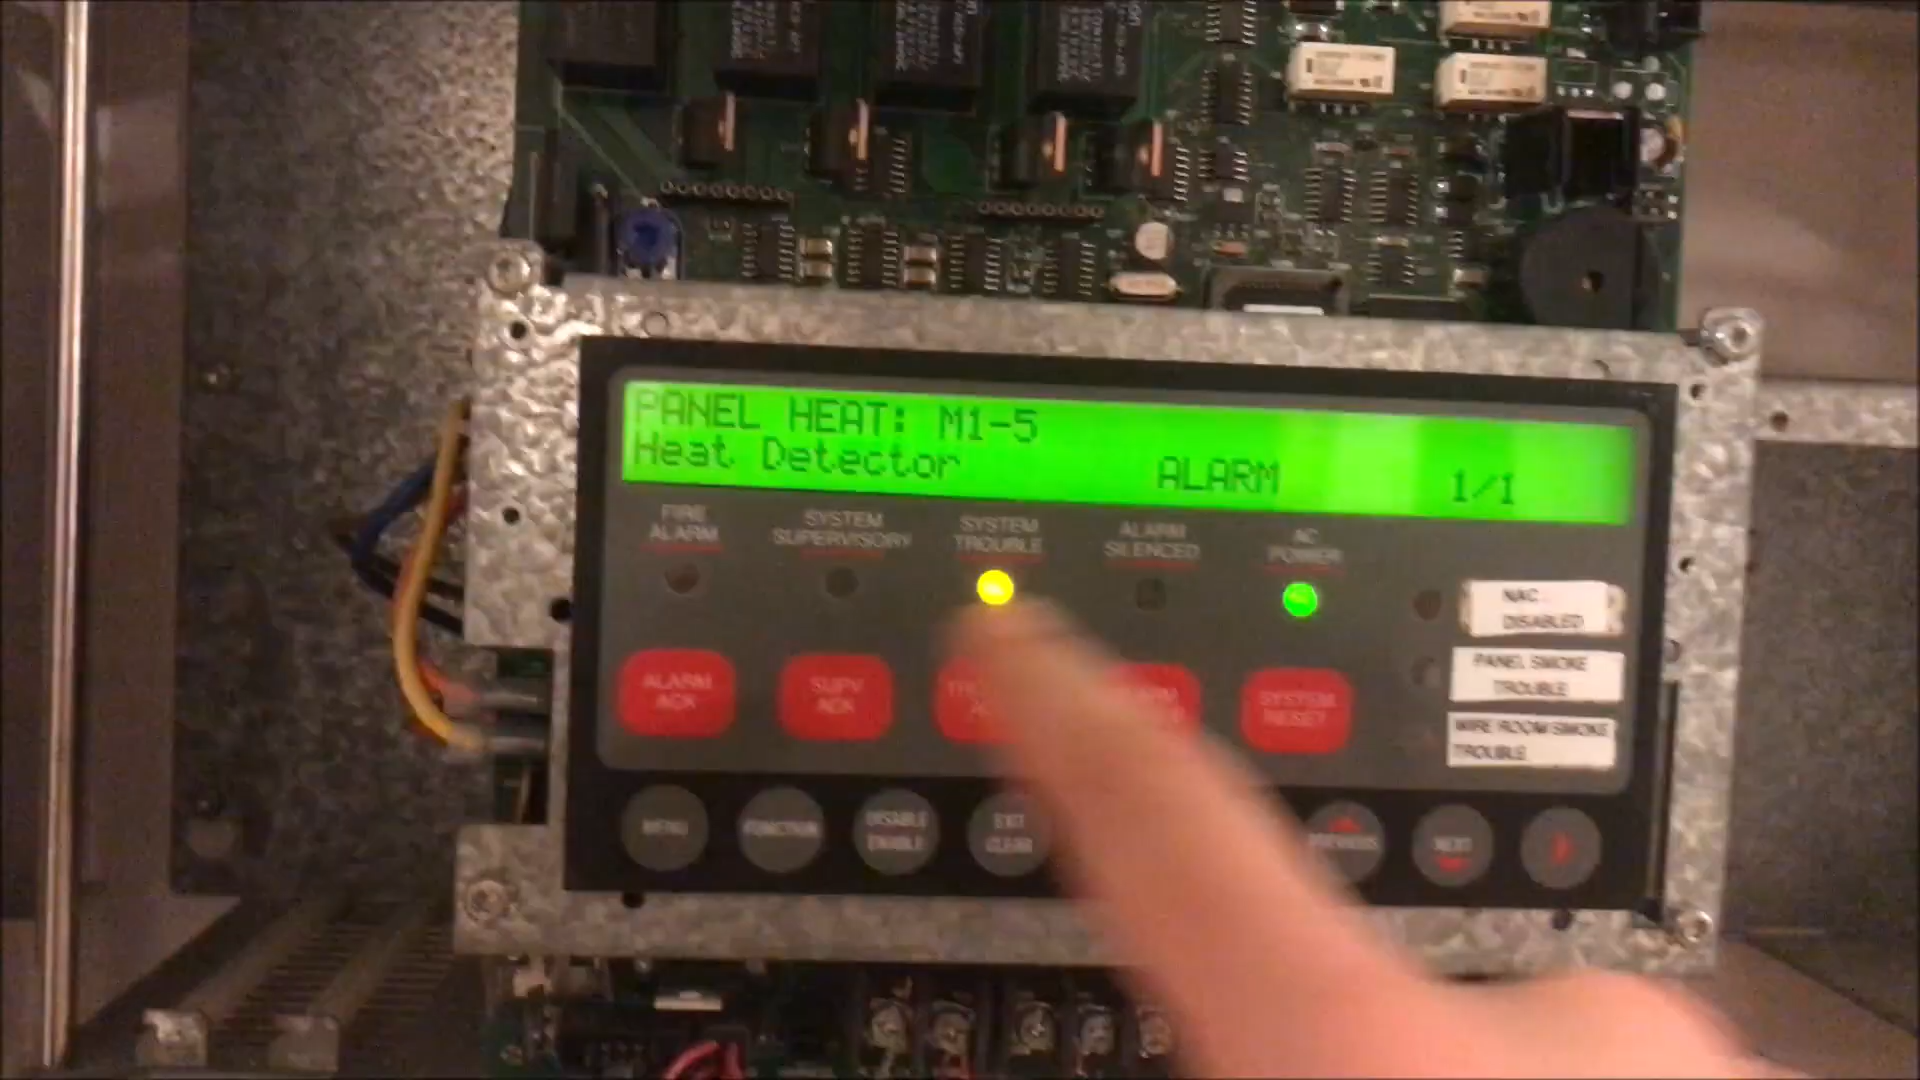 PANEL HEAT: M1-5
Heat Detector ALARM 1/1
FIRE
ALARM
SYSTEM
SUPERVISORY
SYSTEM
TROUBLE
ALARM
SILENCED
AC
POWER
NAC
DISABLED
PANEL SMOKE
TROUBLE
WIRE ROOM SMOKE
TROUBLE
ALARM
ACK
SUPV
ACK
SYSTEM
RESET
MENU
FUNCTION
DISABLE
ENABLE
EXIT
CLEAR
PREVIOUS
NEXT